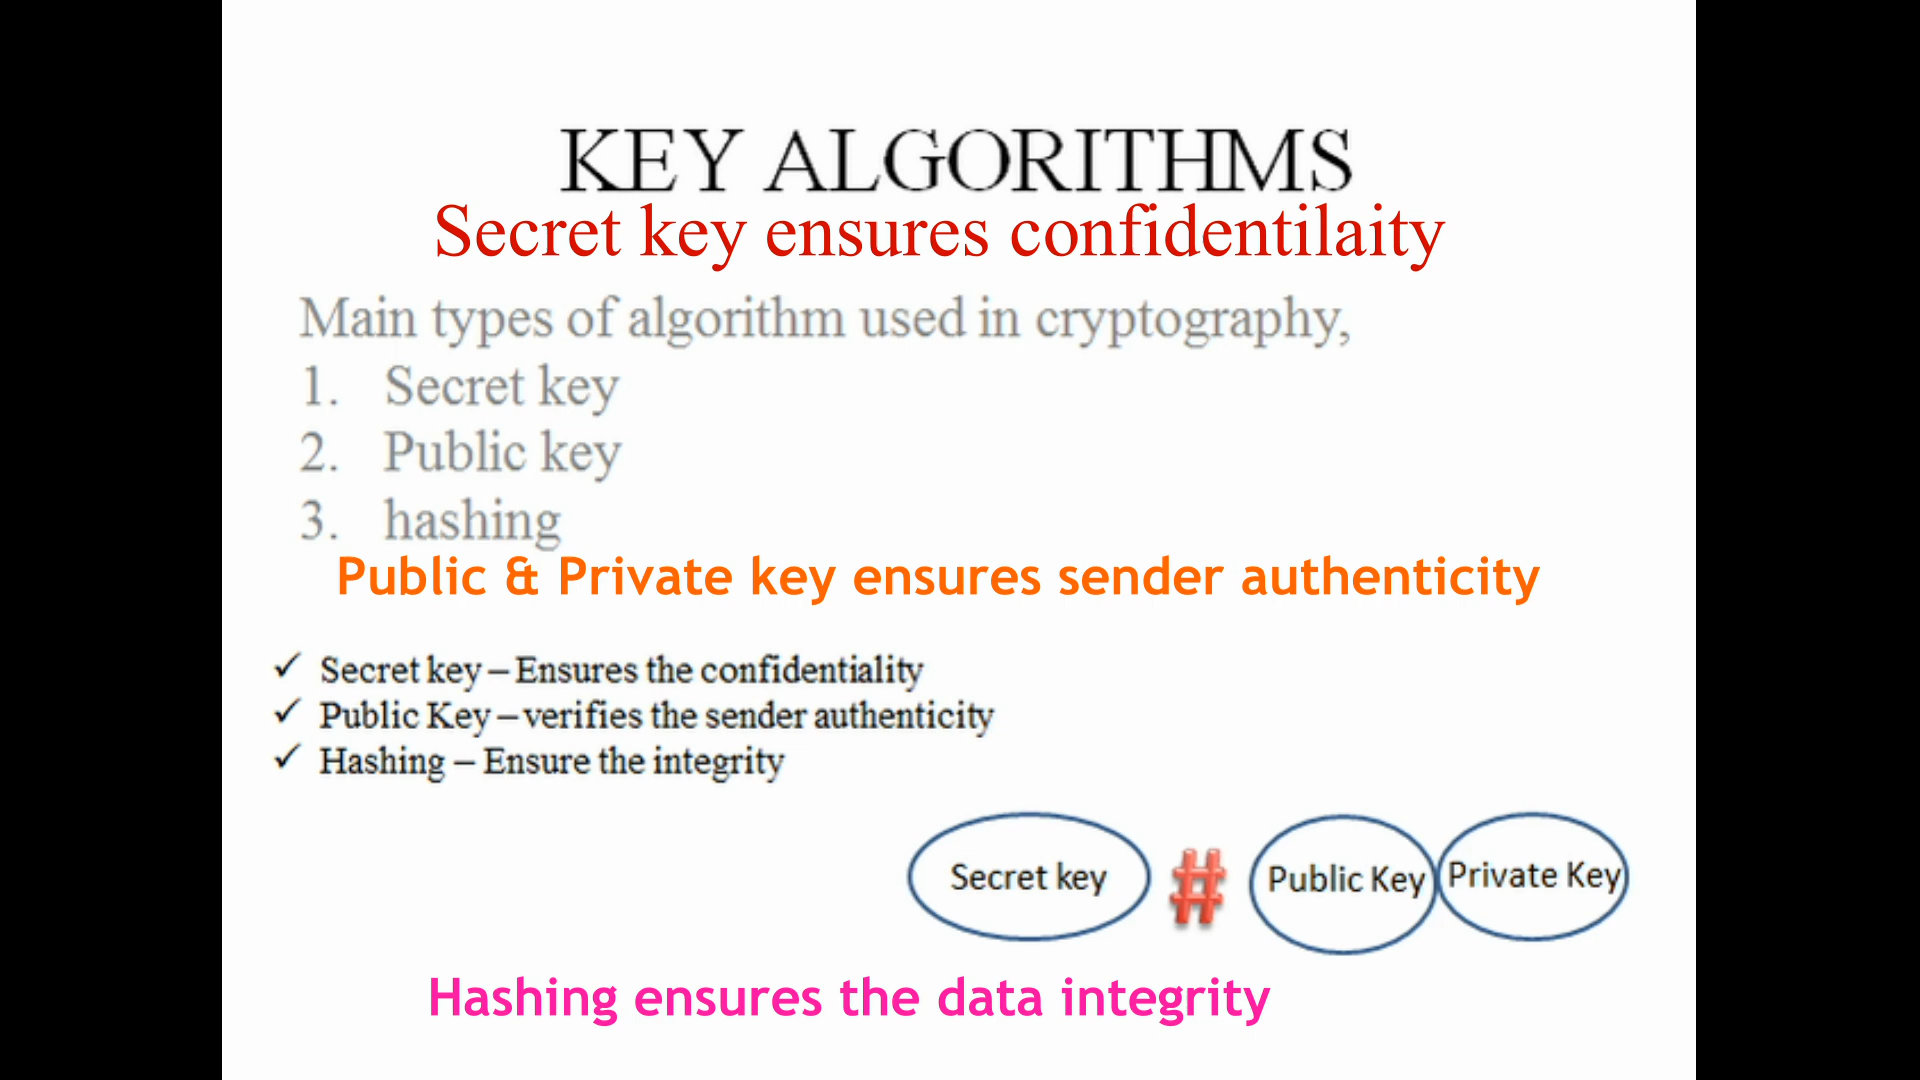 KEY ALGORITHMS
Secret key ensures confidentilaity
Main types of algorithm used in cryptography,
1. Secret key
2. Public key
3. hashing
Public & Private key ensures sender authenticity
✓ Secret key – Ensures the confidentiality
✓ Public Key – verifies the sender authenticity
✓ Hashing – Ensure the integrity
Secret key # Public Key Private Key
Hashing ensures the data integrity